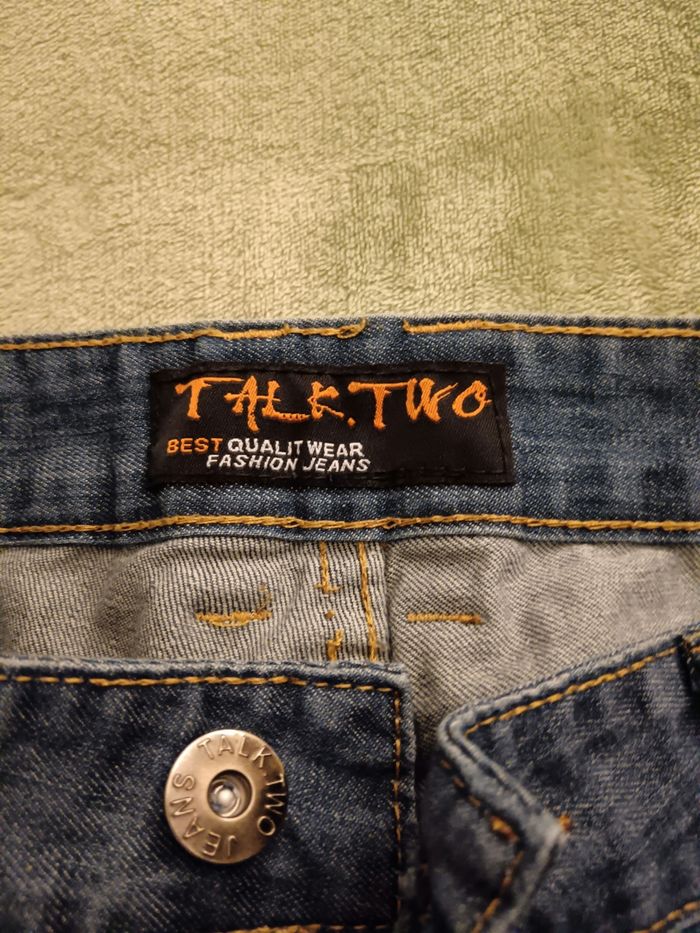 TALK.TWO
BEST QUALIT WEAR
FASHION JEANS
TALK.TWO
JEANS